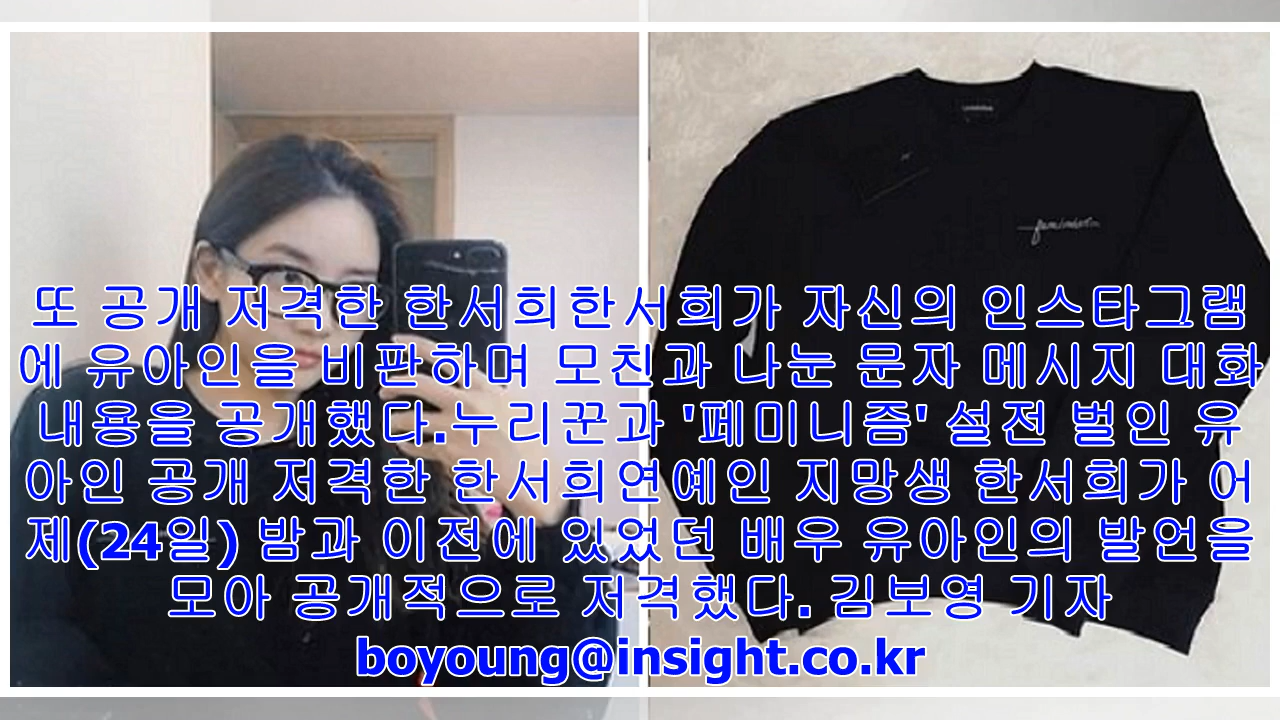 또 공개 저격한 한서희한서희가 자신의 인스타그램
에 유아인을 비판하며 모친과 나눈 문자 메시지 대화
내용을 공개했다.누리꾼과 '페미니즘' 설전 벌인 유
아인 공개 저격한 한서희연예인 지망생 한서희가 어
제(24일) 밤과 이전에 있었던 배우 유아인의 발언을
모아 공개적으로 저격했다. 김보영 기자
boyoung@insight.co.kr